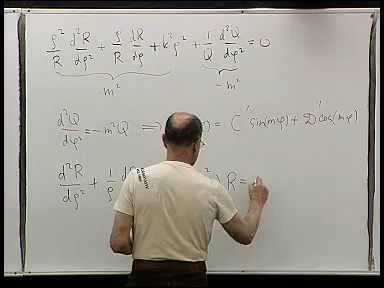 ρ²/R d²R/dρ² + ρ/R dR/dρ + k²ρ² + 1/Q d²Q/dφ² = 0
m² -m²
d²Q/dφ² = -m²Q ⇒ ) = C' sin(mφ) + D' cos(mφ)
d²R/dρ² + 1/ρ ) R =